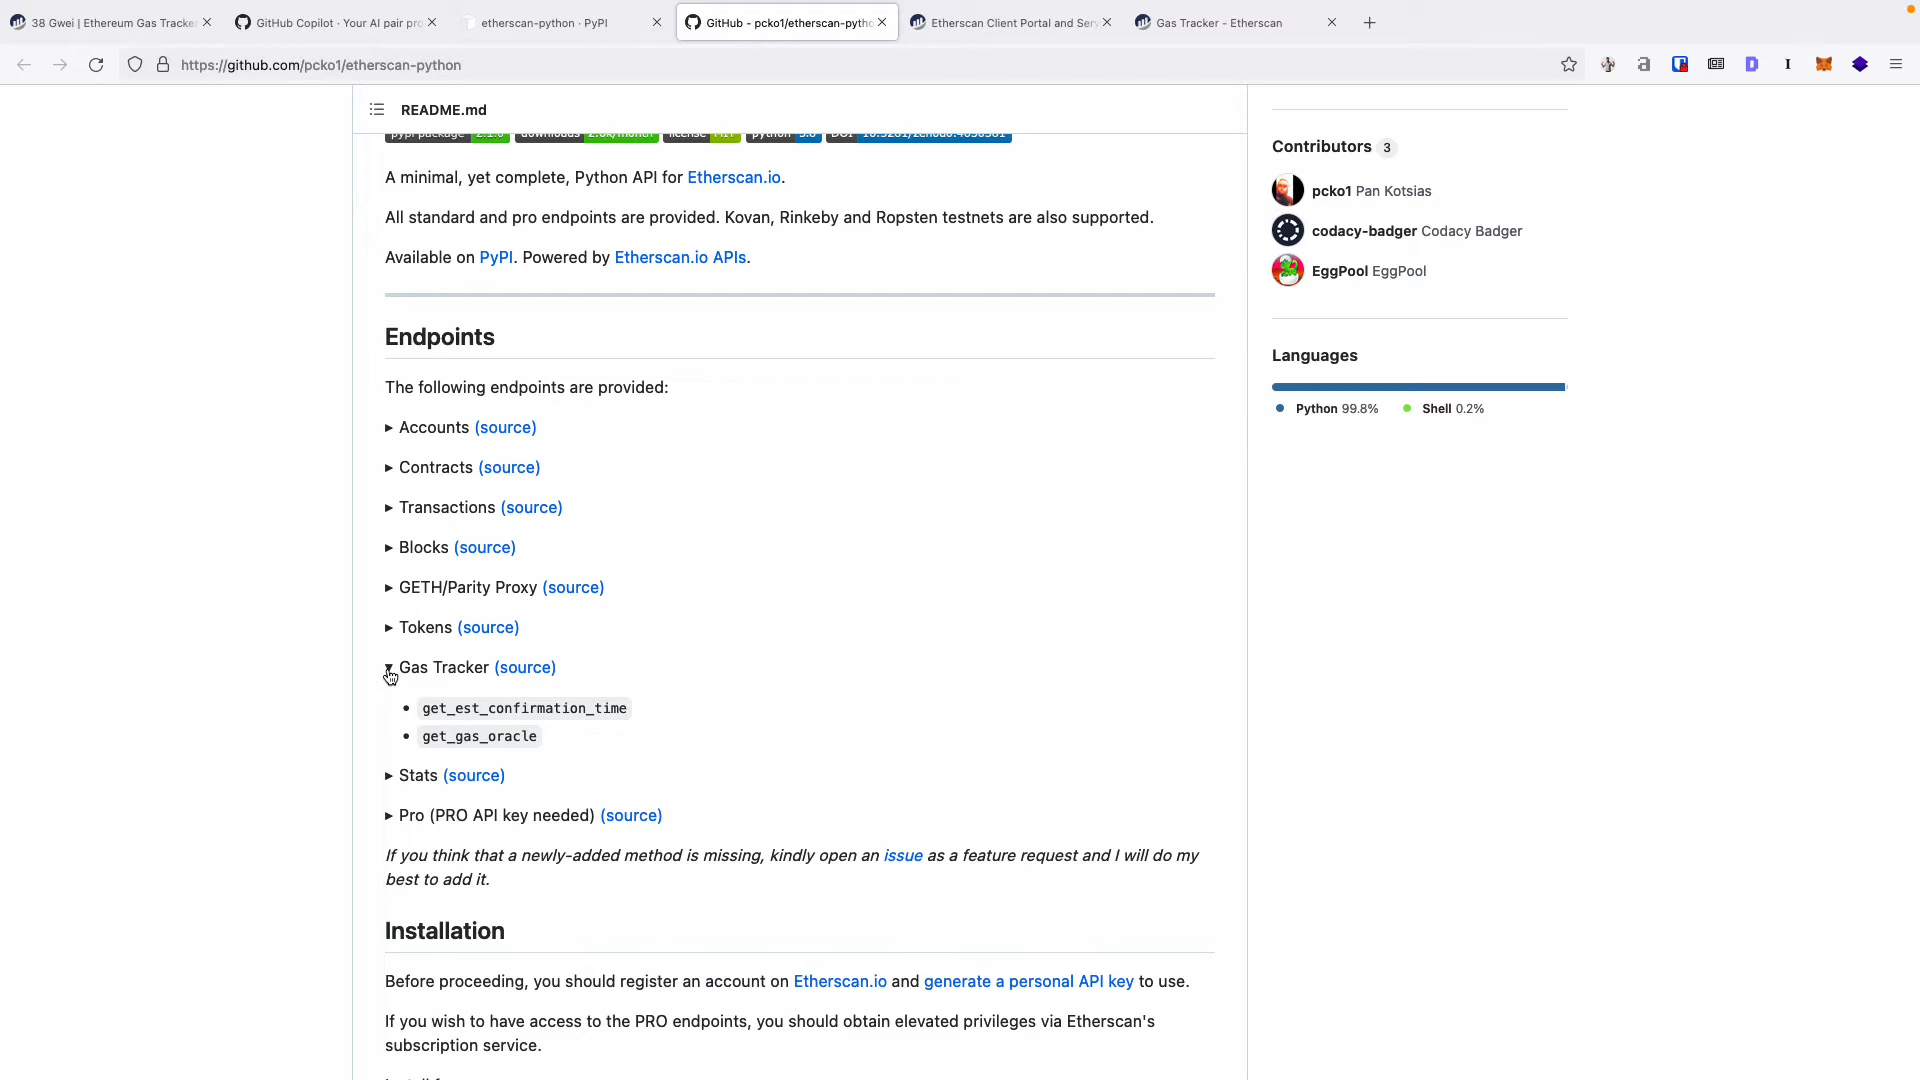 38 Gwei | Ethereum Gas Tracker
GitHub Copilot · Your AI pair pro
etherscan-python · PyPI
GitHub - pcko1/etherscan-pytho
Etherscan Client Portal and Serv
Gas Tracker - Etherscan
https://github.com/pcko1/etherscan-python
README.md
A minimal, yet complete, Python API for Etherscan.io.
All standard and pro endpoints are provided. Kovan, Rinkeby and Ropsten testnets are also supported.
Available on PyPI. Powered by Etherscan.io APIs.
Endpoints
The following endpoints are provided:
Accounts (source)
Contracts (source)
Transactions (source)
Blocks (source)
GETH/Parity Proxy (source)
Tokens (source)
Gas Tracker (source)
get_est_confirmation_time
get_gas_oracle
Stats (source)
Pro (PRO API key needed) (source)
If you think that a newly-added method is missing, kindly open an issue as a feature request and I will do my
best to add it.
Installation
Before proceeding, you should register an account on Etherscan.io and generate a personal API key to use.
If you wish to have access to the PRO endpoints, you should obtain elevated privileges via Etherscan's
subscription service.
Contributors 3
pcko1 Pan Kotsias
codacy-badger Codacy Badger
EggPool EggPool
Languages
Python 99.8%
Shell 0.2%